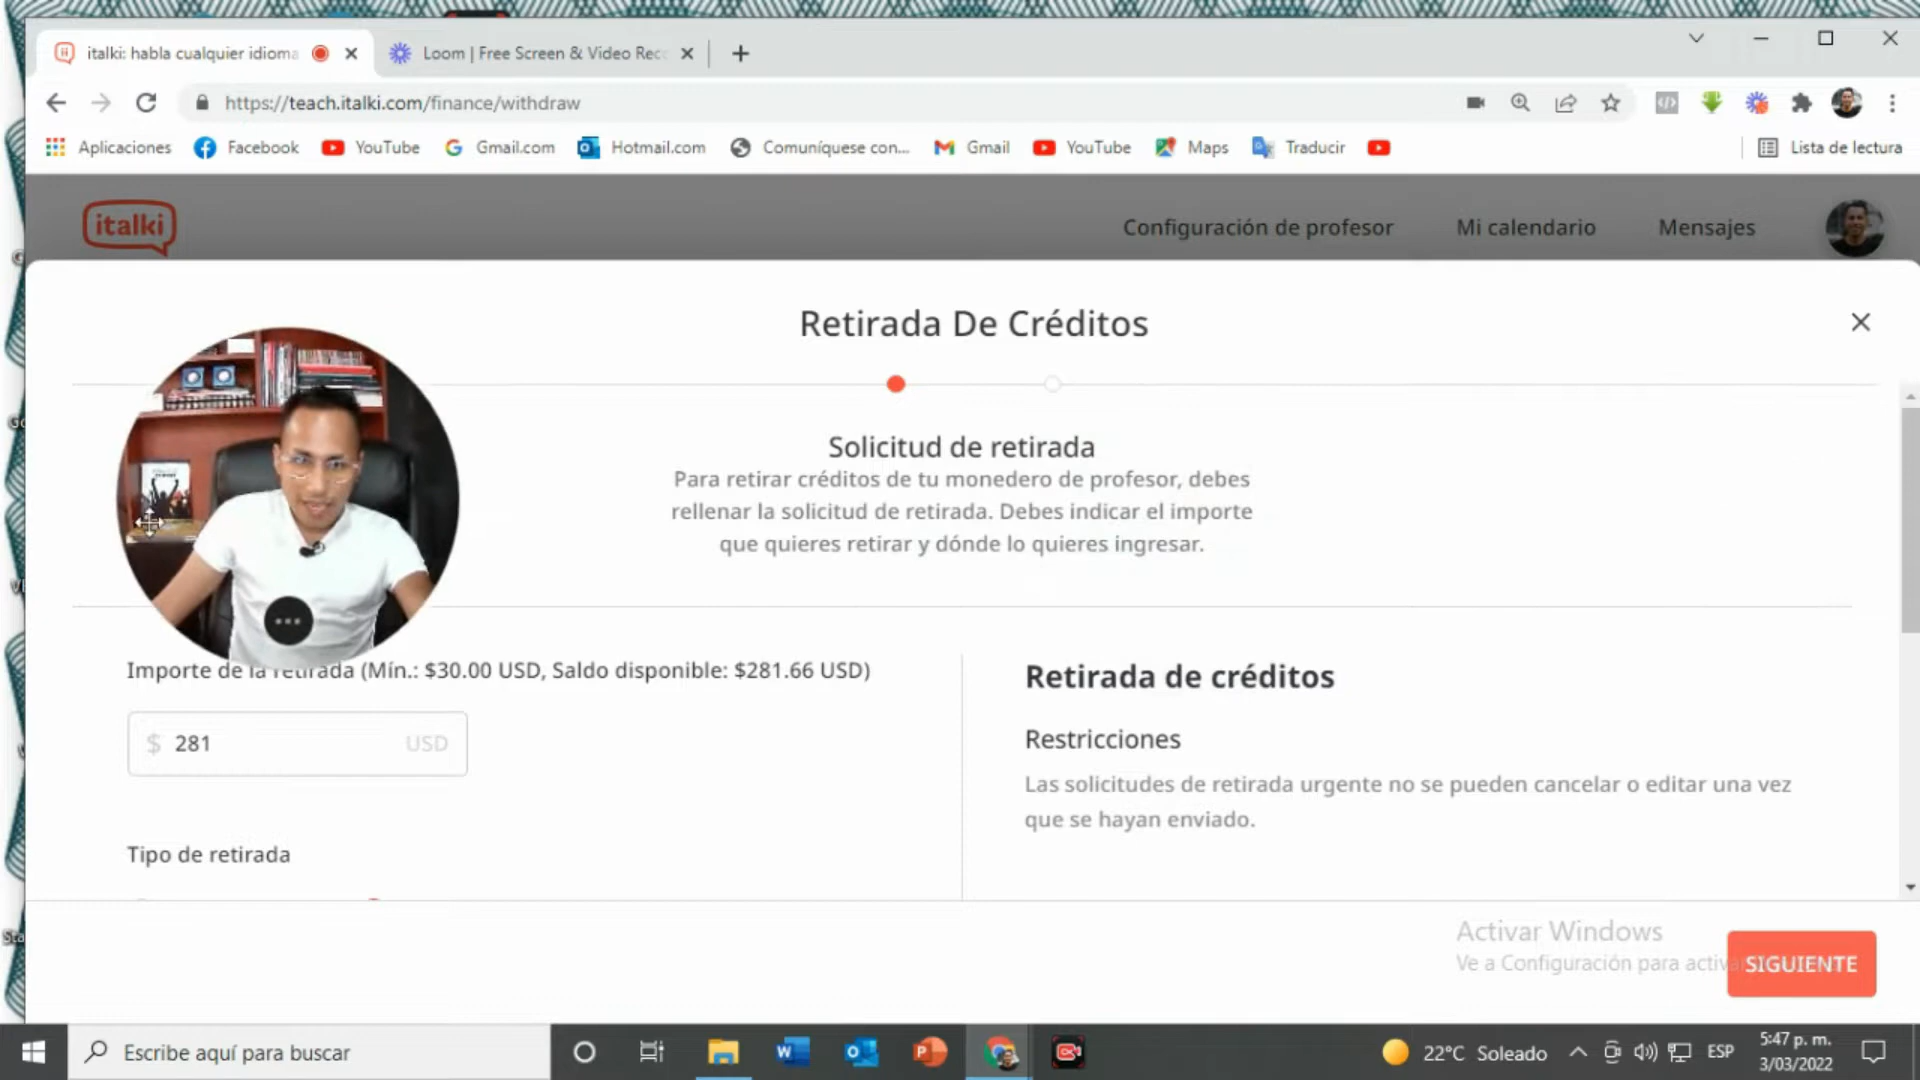 italki: habla cualquier idioma
Loom | Free Screen & Video Rec
https://teach.italki.com/finance/withdraw
Aplicaciones
Facebook
YouTube
Gmail.com
Hotmail.com
Comuníquese con...
Gmail
YouTube
Maps
Traducir
Lista de lectura
italki
Configuración de profesor
Mi calendario
Mensajes
Retirada De Créditos
Solicitud de retirada
Para retirar créditos de tu monedero de profesor, debes
rellenar la solicitud de retirada. Debes indicar el importe
que quieres retirar y dónde lo quieres ingresar.
Importe de la retirada (Mín.: $30.00 USD, Saldo disponible: $281.66 USD)
$ 281 USD
Tipo de retirada
Retirada de créditos
Restricciones
Las solicitudes de retirada urgente no se pueden cancelar o editar una vez
que se hayan enviado.
Activar Windows
Ve a Configuración para activa
SIGUIENTE
Escribe aquí para buscar
22°C Soleado
ESP
5:47 p. m.
3/03/2022